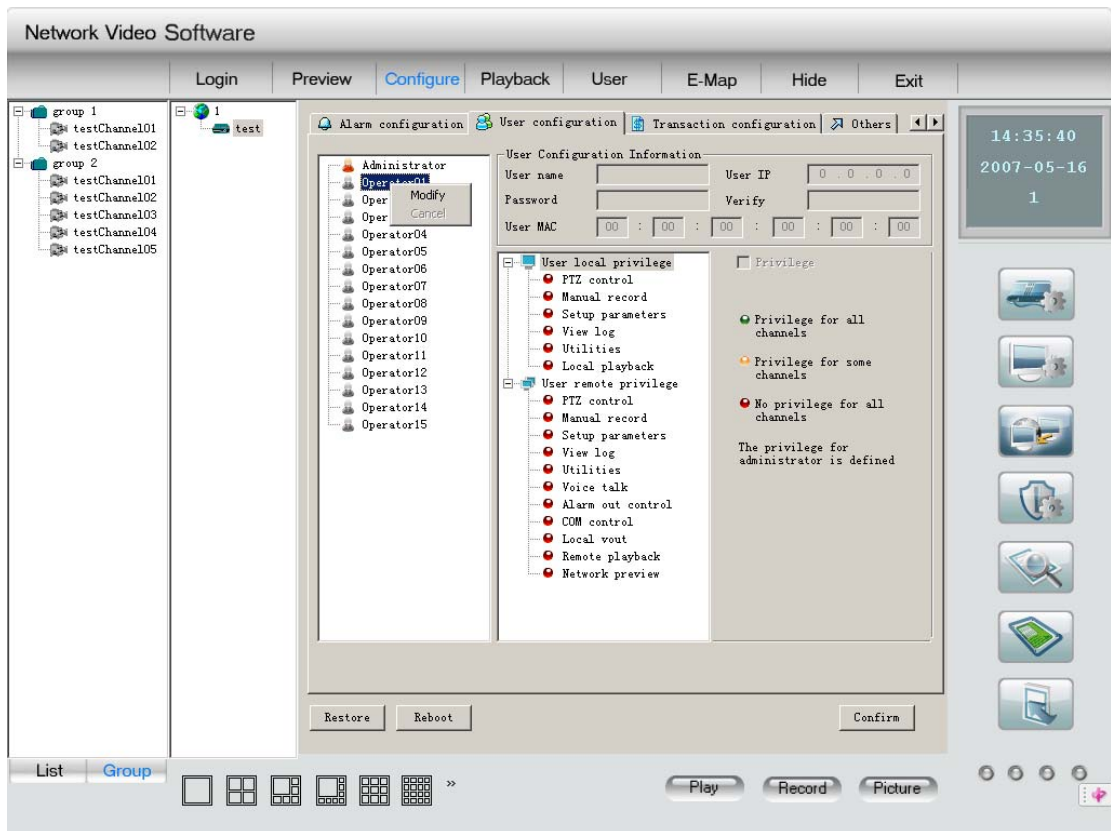 Network Video Software
Login Preview Configure Playback User E-Map Hide Exit
group 1
testChannel01
testChannel02
group 2
testChannel01
testChannel02
testChannel03
testChannel04
testChannel05
1
test
Alarm configuration User configuration Transaction configuration Others
Administrator
Operator01
Oper
Oper
Operator04
Operator05
Operator06
Operator07
Operator08
Operator09
Operator10
Operator11
Operator12
Operator13
Operator14
Operator15
Modify
Cancel
User Configuration Information
User name User IP 0 . 0 . 0 . 0
Password Verify
User MAC 00 : 00 : 00 : 00 : 00 : 00
User local privilege
PTZ control
Manual record
Setup parameters
View log
Utilities
Local playback
User remote privilege
PTZ control
Manual record
Setup parameters
View log
Utilities
Voice talk
Alarm out control
COM control
Local vout
Remote playback
Network preview
Privilege
Privilege for all
channels
Privilege for some
channels
No privilege for all
channels
The privilege for
administrator is defined
Restore Reboot Confirm
14:35:40
2007-05-16
1
List Group
»
Play Record Picture